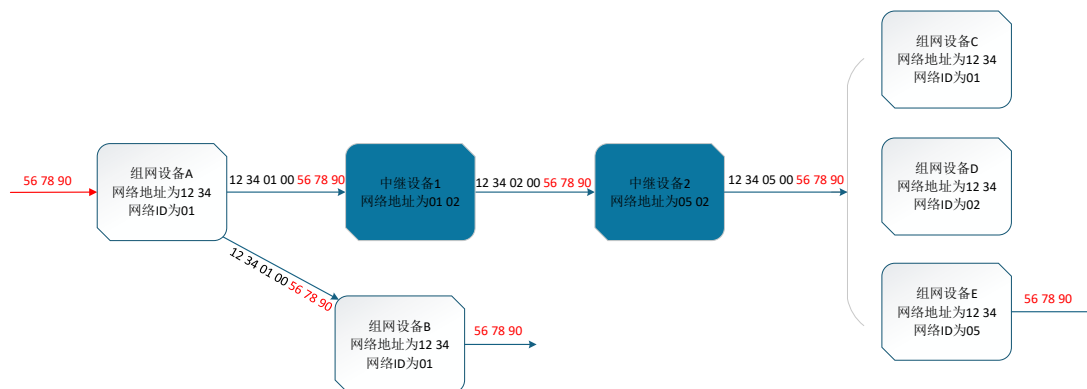 56 78 90
组网设备A
网络地址为12 34
网络ID为01
12 34 01 00 56 78 90
中继设备1
网络地址为01 02
12 34 02 00 56 78 90
中继设备2
网络地址为05 02
12 34 05 00 56 78 90
组网设备C
网络地址为12 34
网络ID为01
组网设备D
网络地址为12 34
网络ID为02
组网设备E
网络地址为12 34
网络ID为05
56 78 90
12 34 01 00 56 78 90
组网设备B
网络地址为12 34
网络ID为01
56 78 90